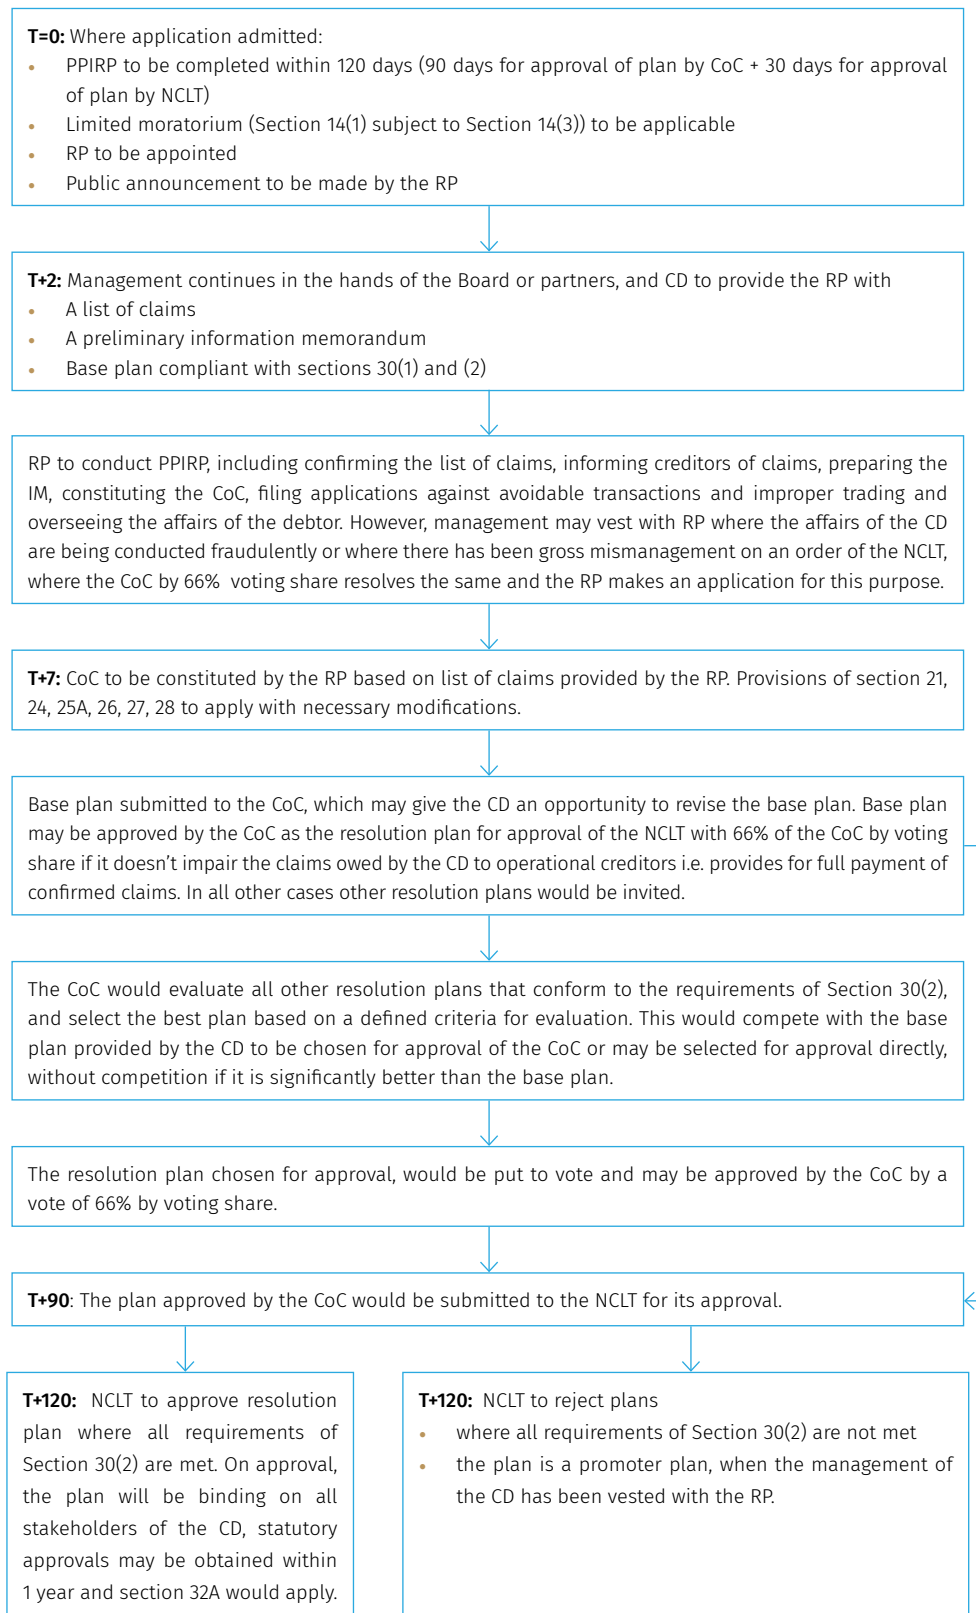 T=0: Where application admitted:
• PPIRP to be completed within 120 days (90 days for approval of plan by CoC + 30 days for approval
of plan by NCLT)
• Limited moratorium (Section 14(1) subject to Section 14(3)) to be applicable
• RP to be appointed
• Public announcement to be made by the RP
T+2: Management continues in the hands of the Board or partners, and CD to provide the RP with
• A list of claims
• A preliminary information memorandum
• Base plan compliant with sections 30(1) and (2)
RP to conduct PPIRP, including confirming the list of claims, informing creditors of claims, preparing the
IM, constituting the CoC, filing applications against avoidable transactions and improper trading and
overseeing the affairs of the debtor. However, management may vest with RP where the affairs of the CD
are being conducted fraudulently or where there has been gross mismanagement on an order of the NCLT,
where the CoC by 66% voting share resolves the same and the RP makes an application for this purpose.
T+7: CoC to be constituted by the RP based on list of claims provided by the RP. Provisions of section 21,
24, 25A, 26, 27, 28 to apply with necessary modifications.
Base plan submitted to the CoC, which may give the CD an opportunity to revise the base plan. Base plan
may be approved by the CoC as the resolution plan for approval of the NCLT with 66% of the CoC by voting
share if it doesn't impair the claims owed by the CD to operational creditors i.e. provides for full payment of
confirmed claims. In all other cases other resolution plans would be invited.
The CoC would evaluate all other resolution plans that conform to the requirements of Section 30(2),
and select the best plan based on a defined criteria for evaluation. This would compete with the base
plan provided by the CD to be chosen for approval of the CoC or may be selected for approval directly,
without competition if it is significantly better than the base plan.
The resolution plan chosen for approval, would be put to vote and may be approved by the CoC by a
vote of 66% by voting share.
T+90: The plan approved by the CoC would be submitted to the NCLT for its approval.
T+120: NCLT to approve resolution
plan where all requirements of
Section 30(2) are met. On approval,
the plan will be binding on all
stakeholders of the CD, statutory
approvals may be obtained within
1 year and section 32A would apply.
T+120: NCLT to reject plans
• where all requirements of Section 30(2) are not met
• the plan is a promoter plan, when the management of
the CD has been vested with the RP.